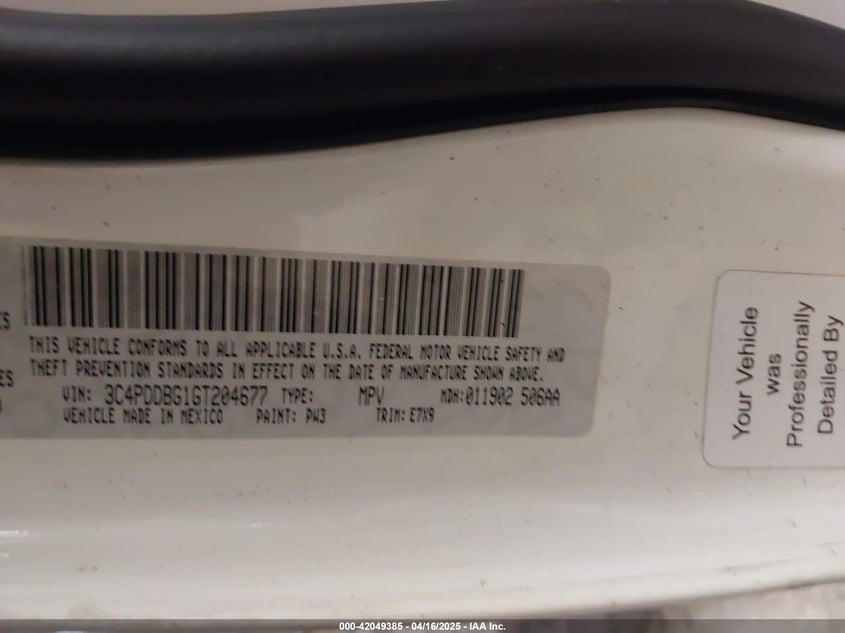 ES
THIS VEHICLE CONFORMS TO ALL APPLICABLE U.S.A. FEDERAL MOTOR VEHICLE SAFETY AND
THEFT PREVENTION STANDARDS IN EFFECT ON THE DATE OF MANUFACTURE SHOWN ABOVE.
ES
VIN: 3C4PDDBG1GT204677 TYPE: MPV MDH:011902 506AA
VEHICLE MADE IN MEXICO PAINT: PW3 TRIM: E7X9
Your Vehicle
was
Professionally
Detailed By
000-42049385 - 04/16/2025 - IAA Inc.